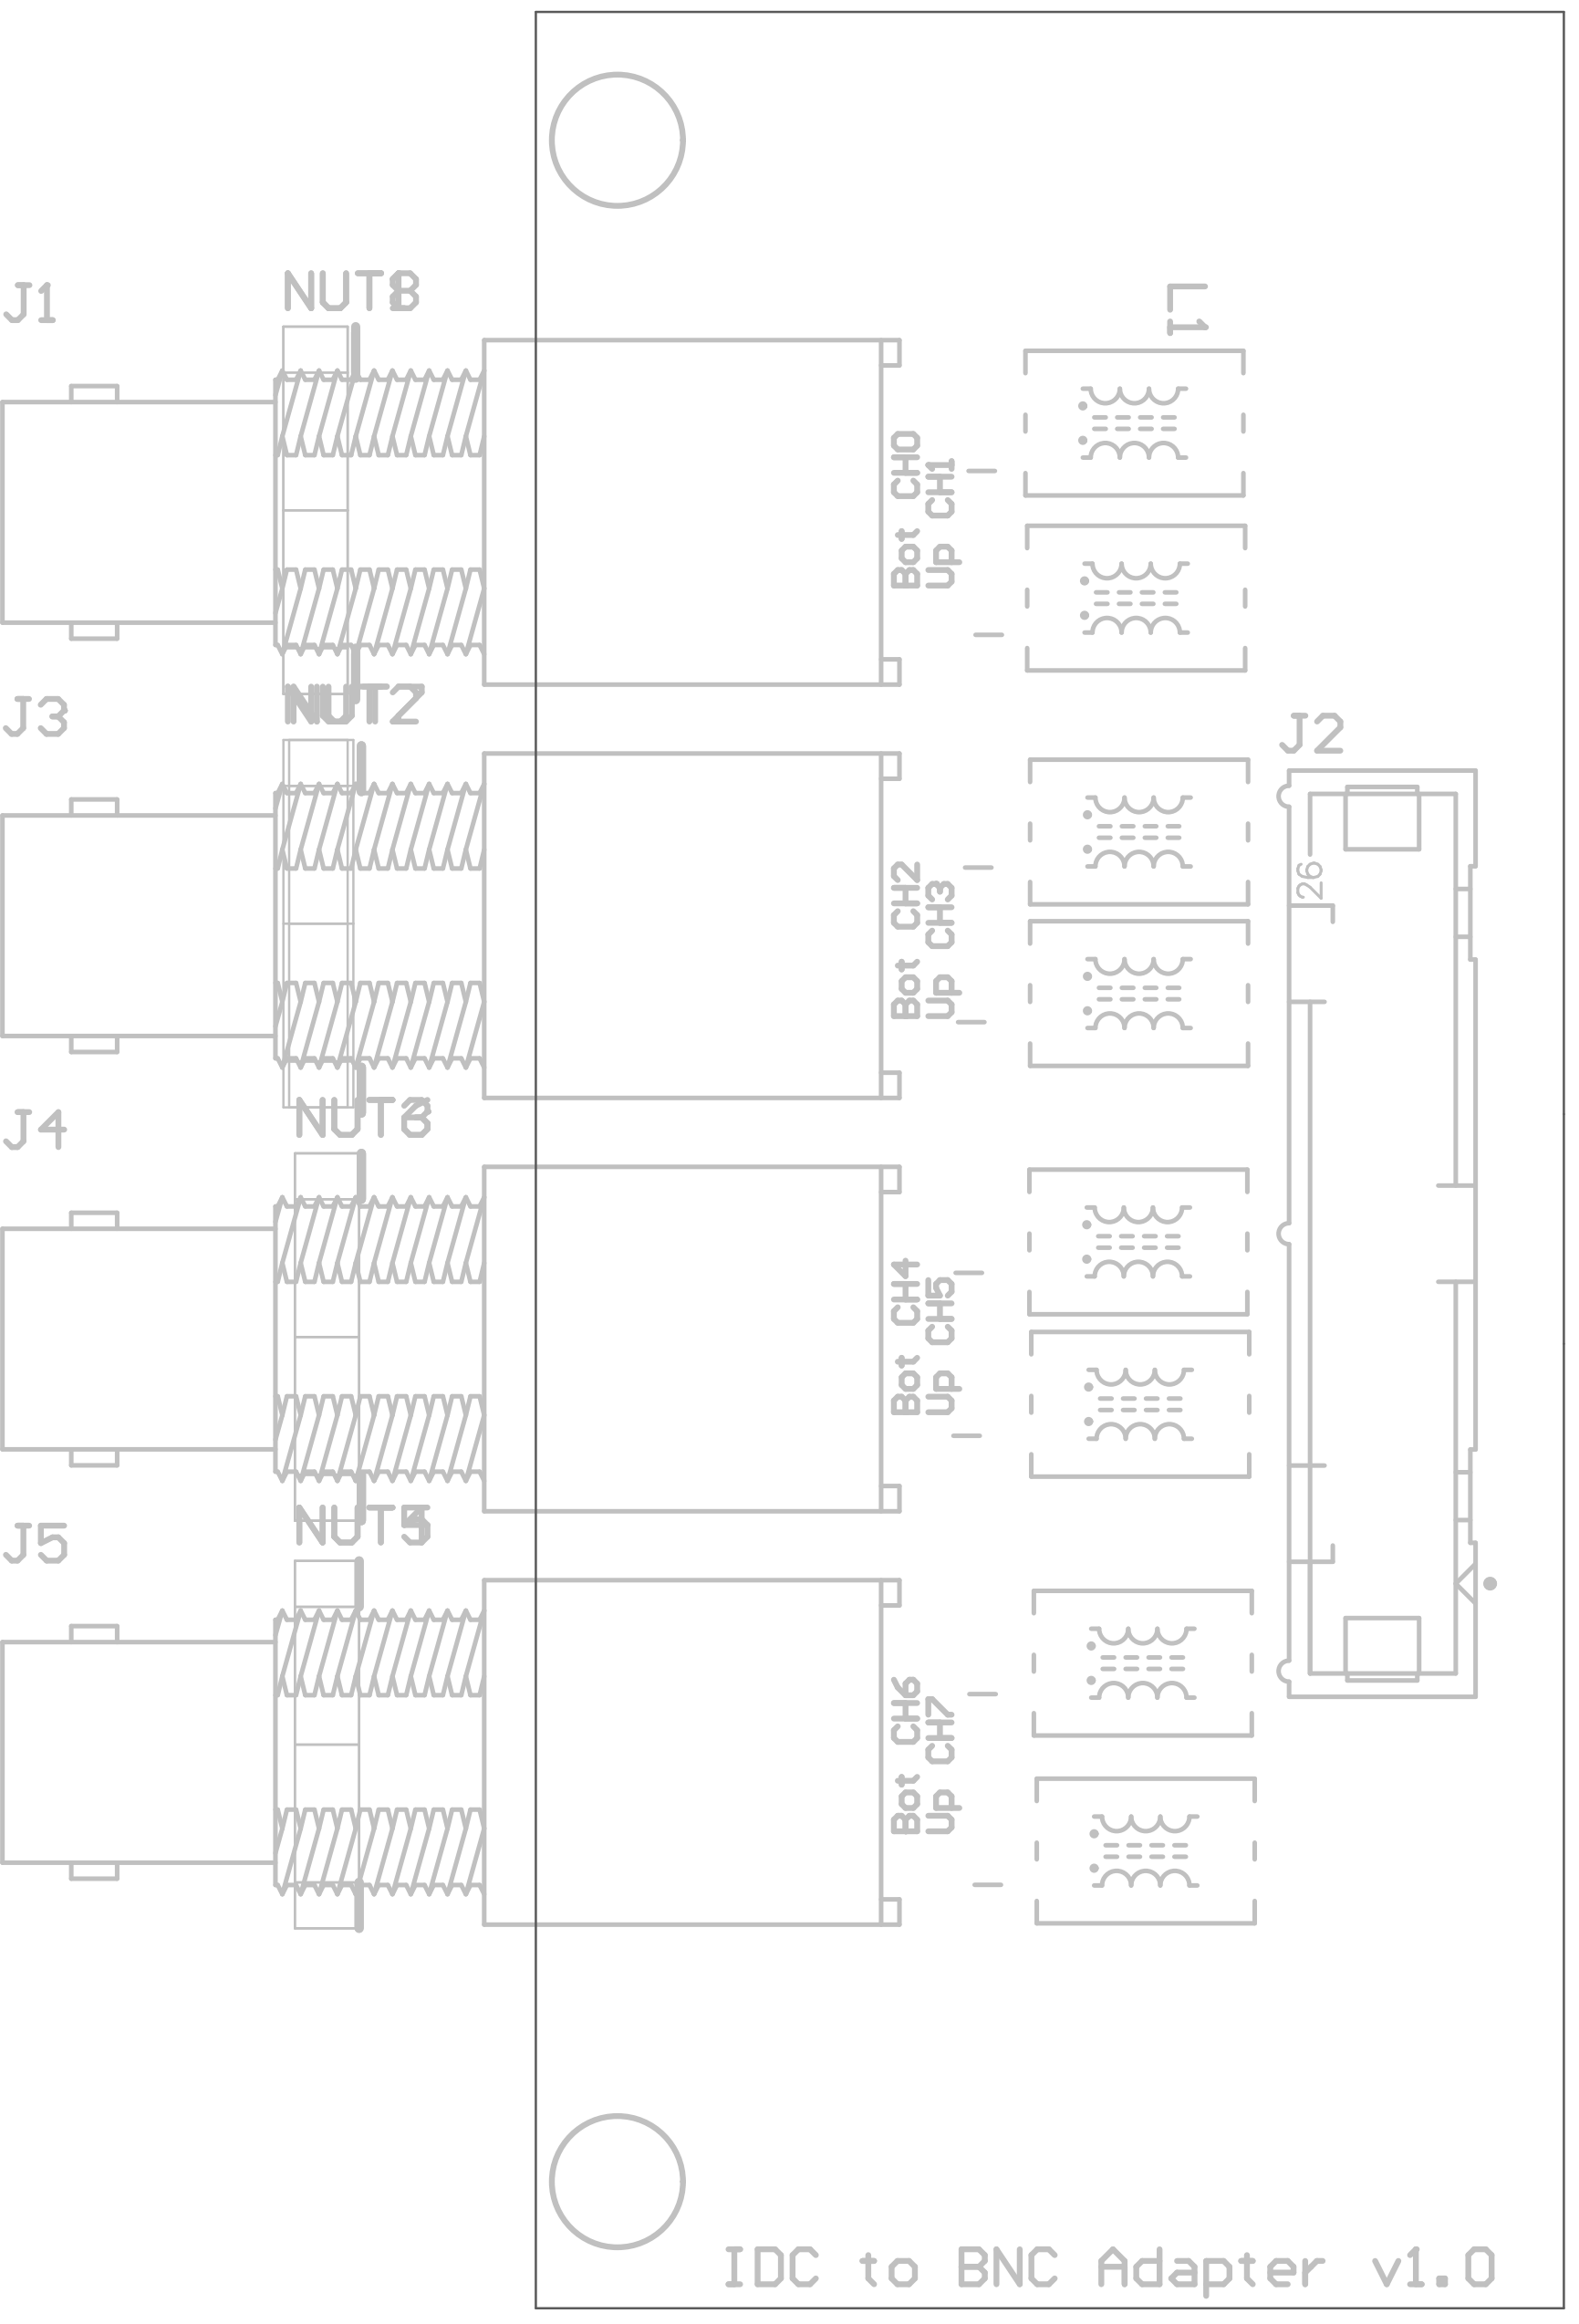 J1
NUT8
L1
Bot CH0
Up CH1
J3
NUT2
J2
26
Bot CH2
Up CH3
J4
Bot CH4
Up CH5
J5
Bot CH6
Up CH7
IDC to BNC Adapter v1.0